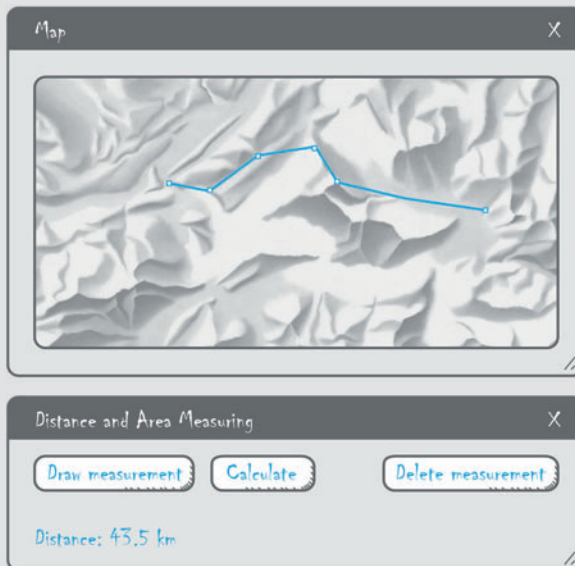 Map X
Distance and Area Measuring X
Draw measurement Calculate Delete measurement
Distance: 43.5 km